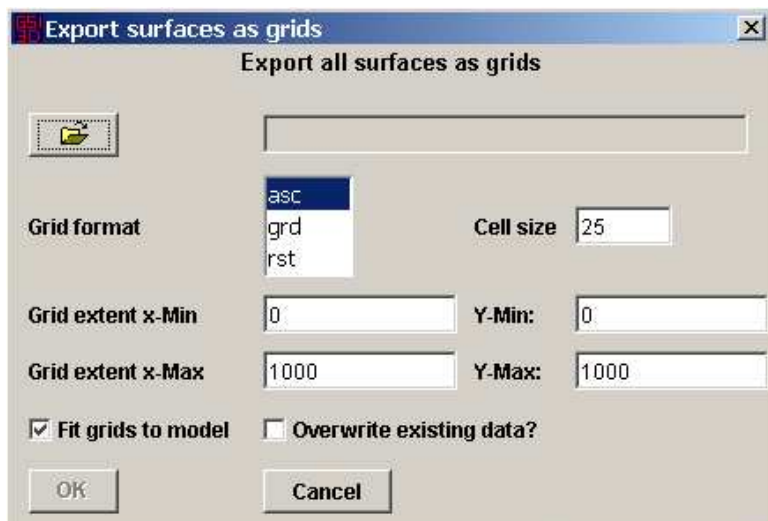 Export surfaces as grids
Export all surfaces as grids
asc
Grid format grd Cell size 25
rst
Grid extent x-Min 0 Y-Min: 0
Grid extent x-Max 1000 Y-Max: 1000
Fit grids to model Overwrite existing data?
OK Cancel